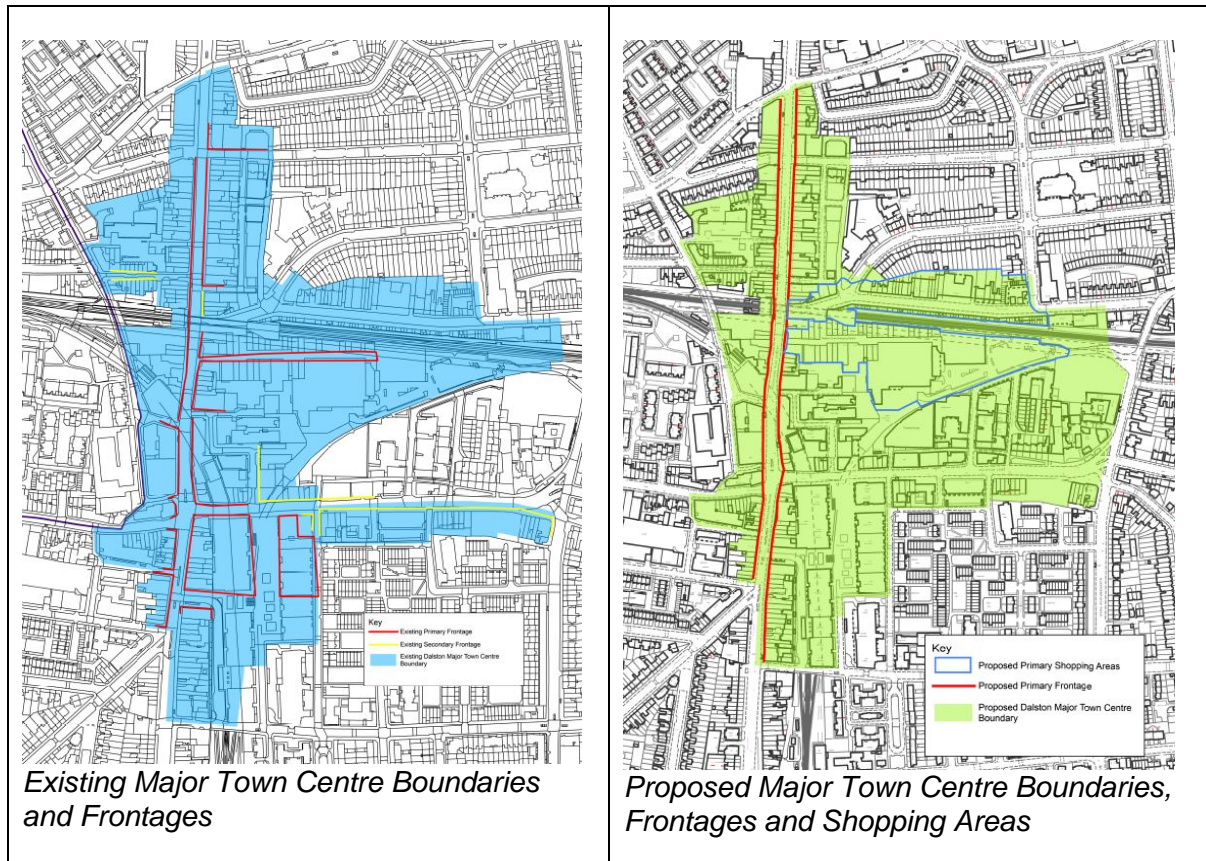 Key
Existing Primary Frontage
Existing Secondary Frontage
Existing Dalston Major Town Centre
Boundary
Existing Major Town Centre Boundaries
and Frontages
Key
Proposed Primary Shopping Areas
Proposed Primary Frontage
Proposed Dalston Major Town Centre
Boundary
Proposed Major Town Centre Boundaries,
Frontages and Shopping Areas